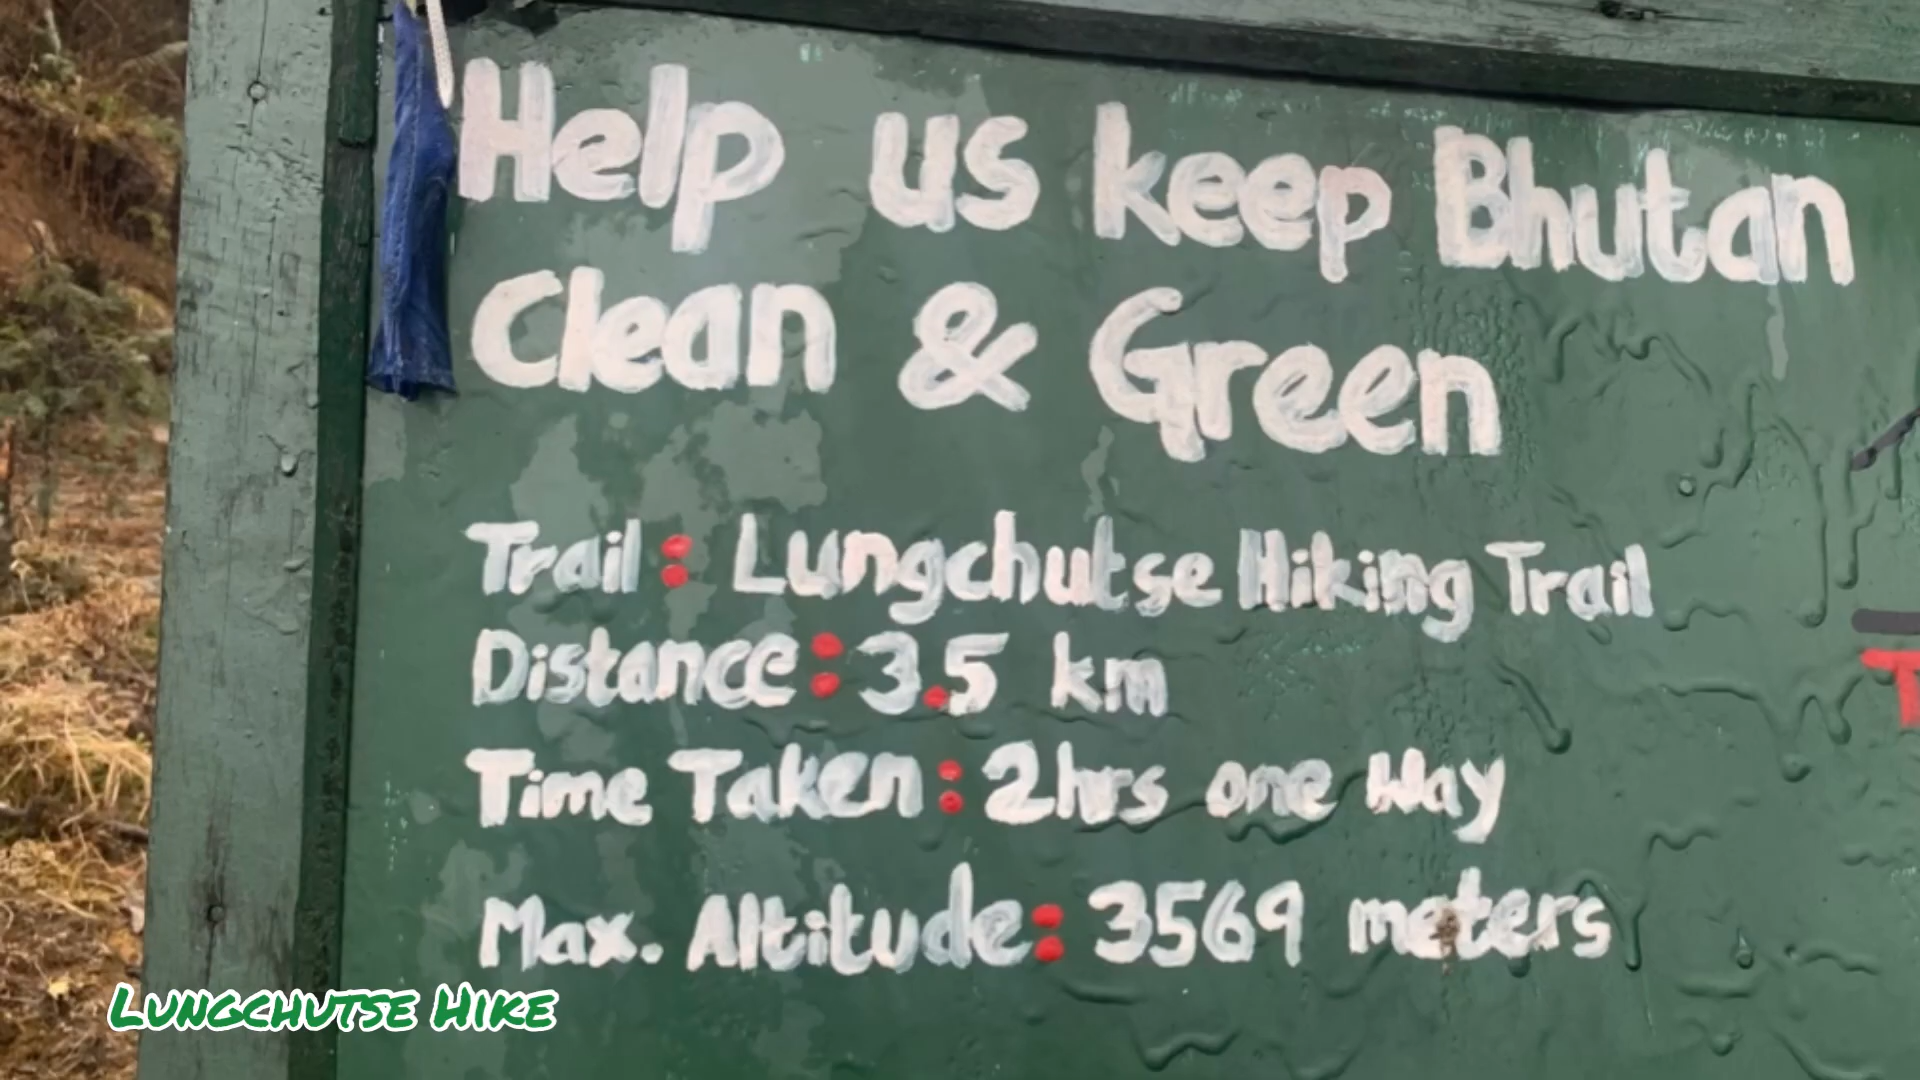 Help us keep Bhutan
Clean & Green
Trail: Lungchutse Hiking Trail
Distance: 3.5 km
Time Taken: 2hrs one Way
Max. Altitude: 3569 meters
Lungchutse Hike